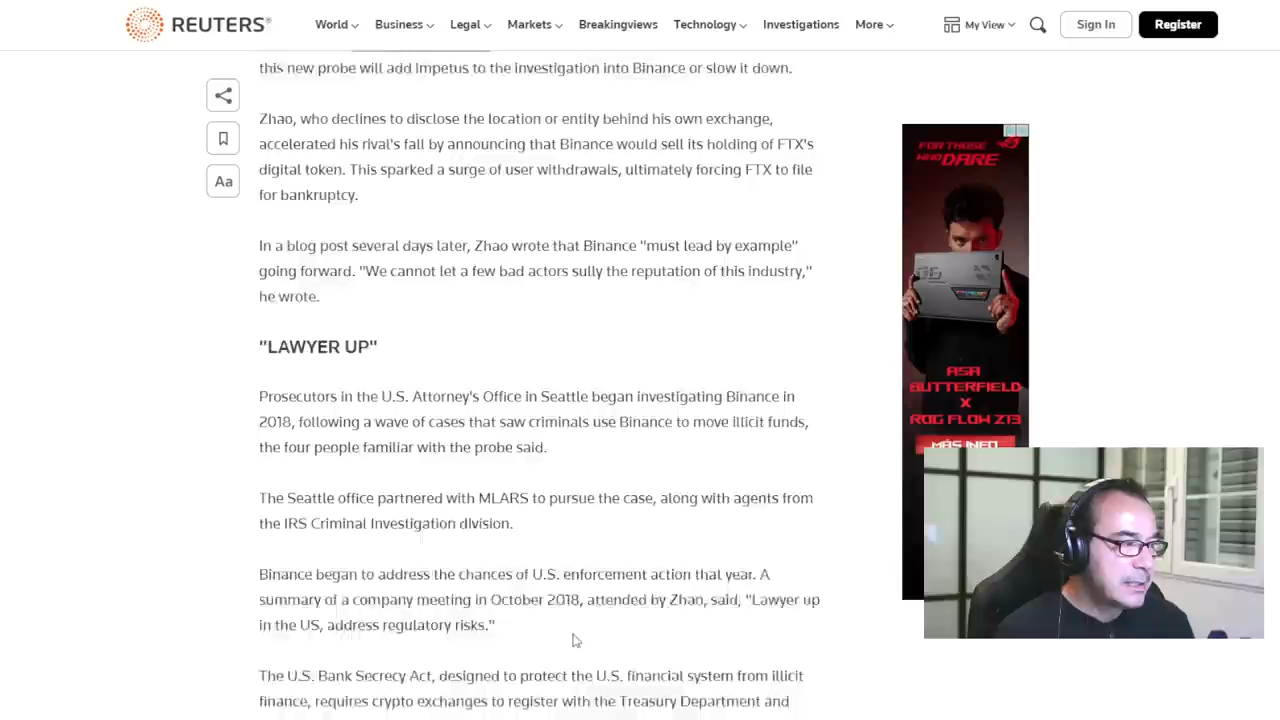 REUTERS®
World Business Legal Markets Breakingviews Technology Investigations More My View Sign In Register
this new probe will add impetus to the investigation into Binance or slow it down.
Aa
Zhao, who declines to disclose the location or entity behind his own exchange,
accelerated his rival's fall by announcing that Binance would sell its holding of FTX's
digital token. This sparked a surge of user withdrawals, ultimately forcing FTX to file
for bankruptcy.
In a blog post several days later, Zhao wrote that Binance "must lead by example"
going forward. "We cannot let a few bad actors sully the reputation of this industry,"
he wrote.
"LAWYER UP"
Prosecutors in the U.S. Attorney's Office in Seattle began investigating Binance in
2018, following a wave of cases that saw criminals use Binance to move illicit funds,
the four people familiar with the probe said.
The Seattle office partnered with MLARS to pursue the case, along with agents from
the IRS Criminal Investigation division.
Binance began to address the chances of U.S. enforcement action that year. A
summary of a company meeting in October 2018, attended by Zhao, said, "Lawyer up
in the US, address regulatory risks."
The U.S. Bank Secrecy Act, designed to protect the U.S. financial system from illicit
finance, requires crypto exchanges to register with the Treasury Department and
FOR THOSE
WHO DARE
ASA
BUTTERFIELD
X
ROG FLOW Z13
MÁS INFO